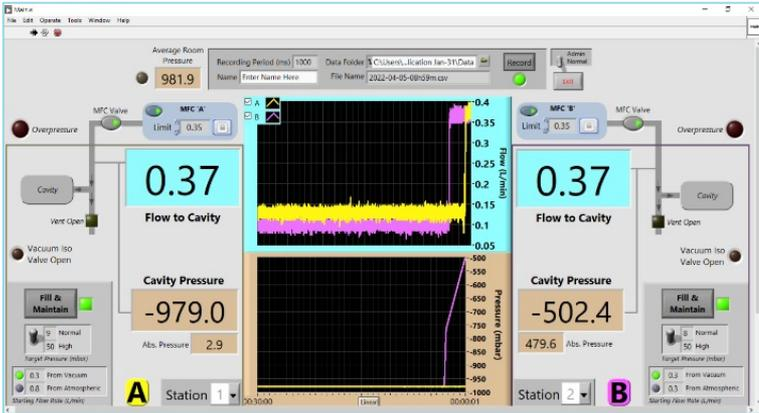 Main.vi
File Edit Operate Tools Window Help
Average Room Pressure
981.9
Recording Period (ms) 1000 Data Folder C:\Users\...lication Jan-31\Data
Name Enter Name Here File Name 2022-04-05-08h59m.csv
Record
Admin
Normal
EXIT
MFC Valve
MFC 'A'
Limit 0.35
Overpressure
Cavity
Vent Open
Vacuum Iso
Valve Open
0.37
Flow to Cavity
Cavity Pressure
-979.0
Abs. Pressure 2.9
Fill &
Maintain
9 Normal
50 High
Target Pressure (mbar)
0.3 From Vacuum
0.8 From Atmospheric
Starting Flow Rate (L/min)
A
Station 1
A
B
0.4
0.35
0.3
0.25
0.2
0.15
0.1
0.05
Flow (L/min)
-500
-550
-600
-650
-700
-750
-800
-850
-900
-950
-1000
Pressure (mbar)
00:30:00
Linear
00:00:01
MFC 'B'
Limit 0.35
MFC Valve
Overpressure
0.37
Flow to Cavity
Cavity
Vent Open
Vacuum Iso
Valve Open
Cavity Pressure
-502.4
479.6 Abs. Pressure
Fill &
Maintain
8 Normal
50 High
Target Pressure (mbar)
0.3 From Vacuum
0.3 From Atmospheric
Starting Flow Rate (L/min)
Station 2
B